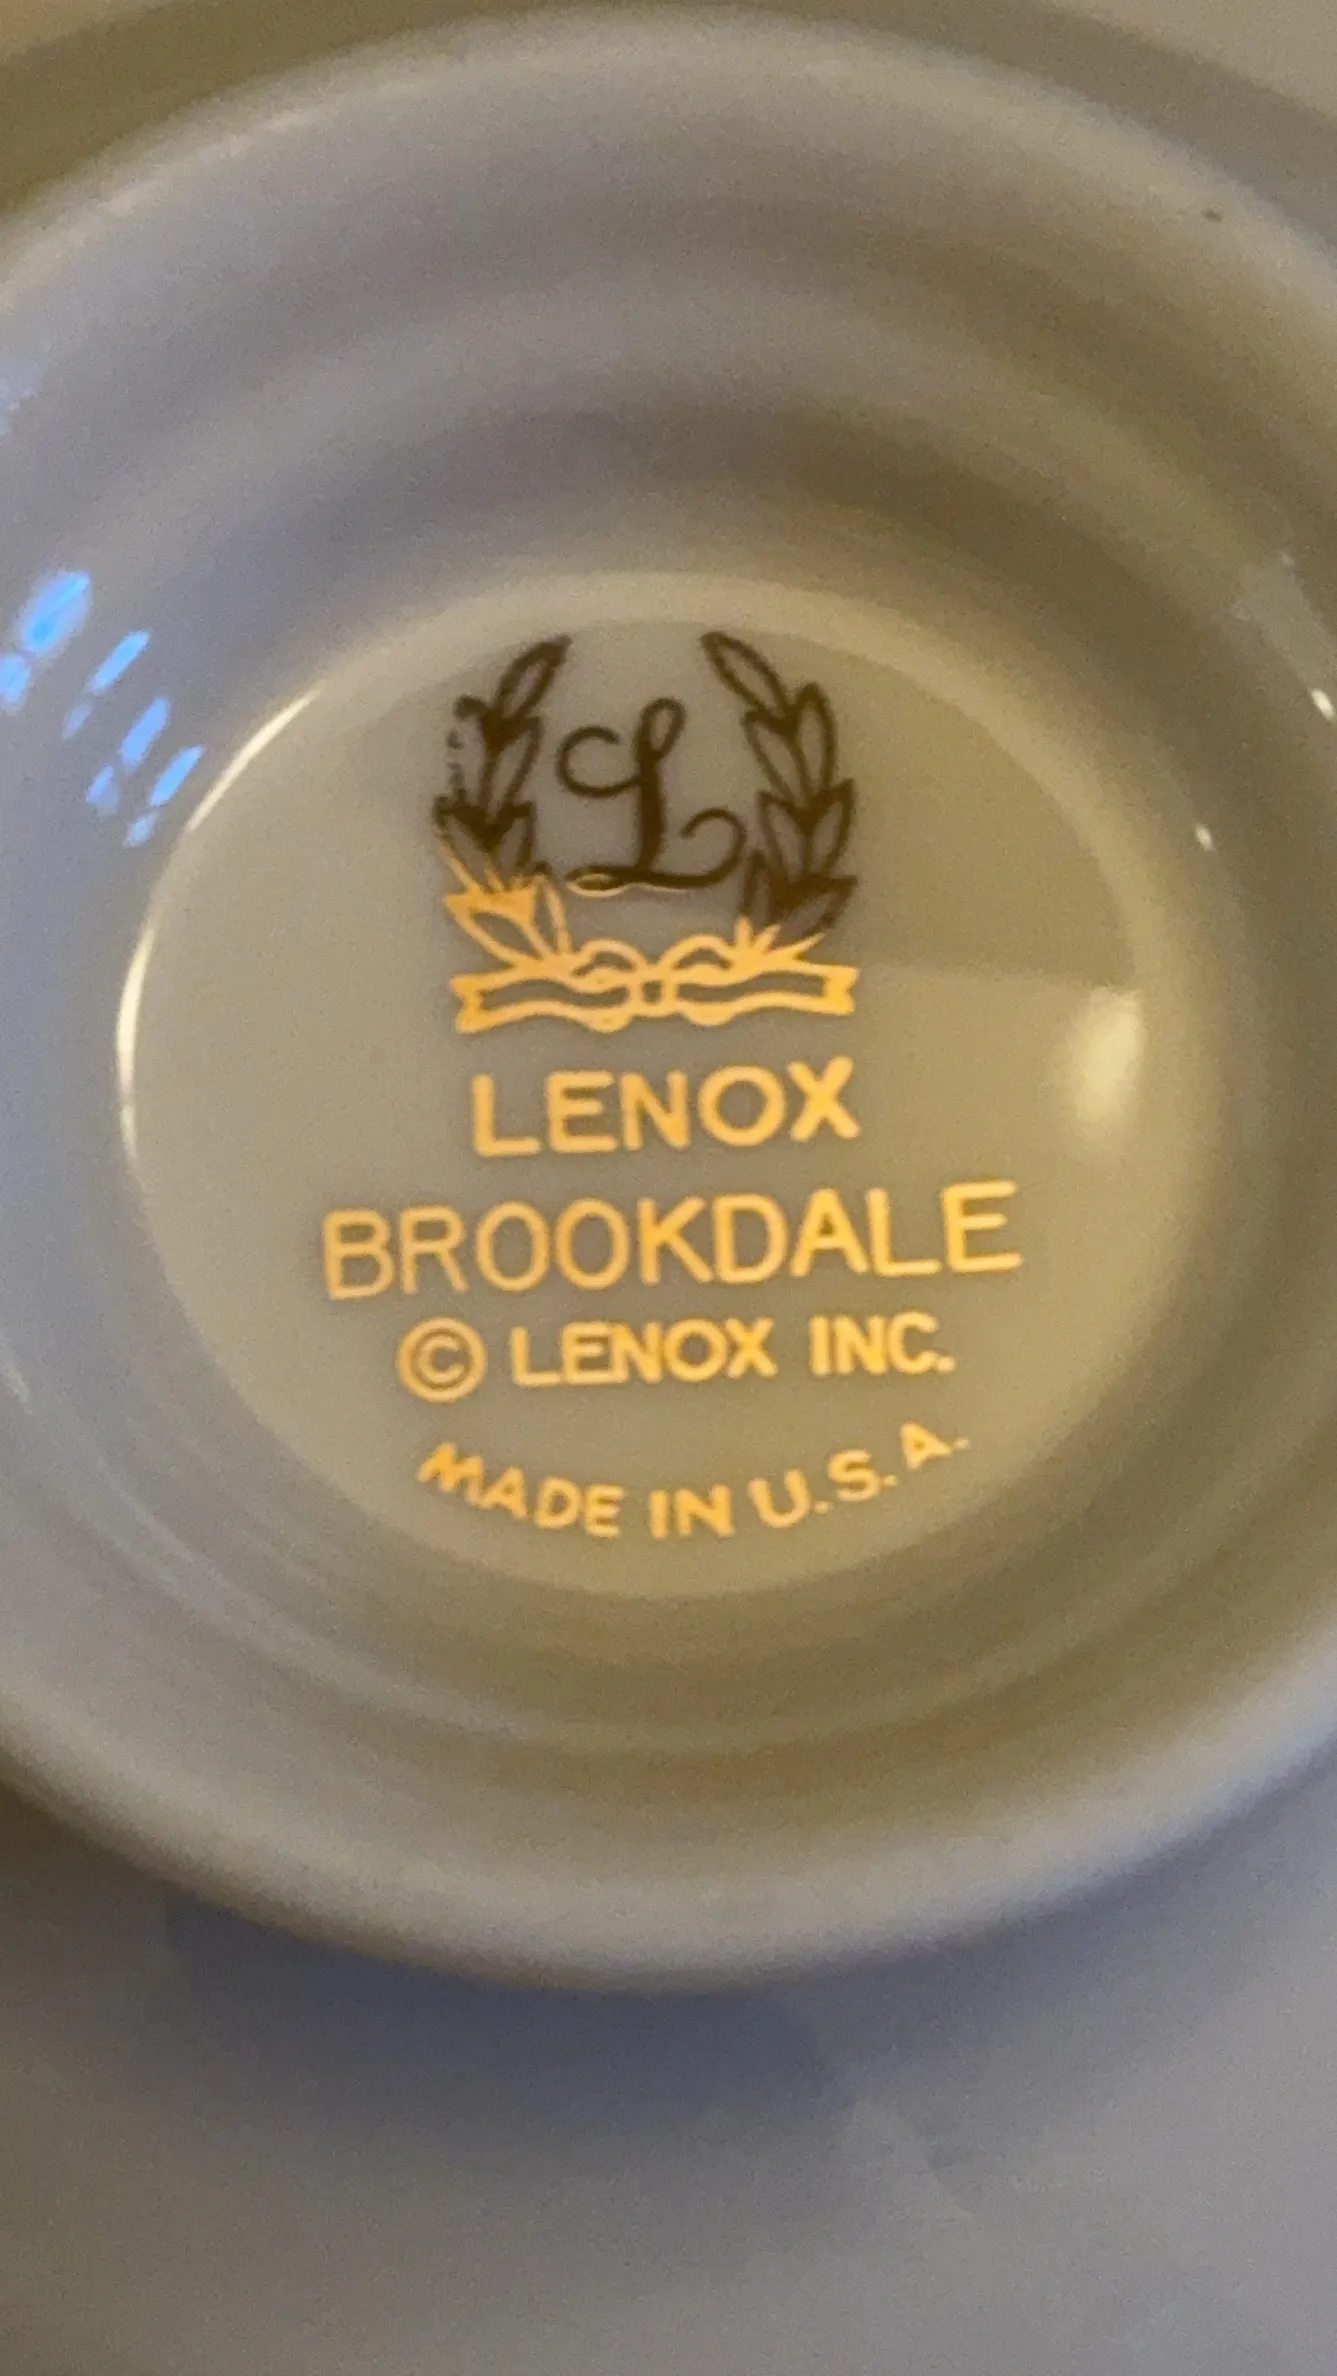 L
LENOX
BROOKDALE
© LENOX INC.
MADE IN U.S.A.